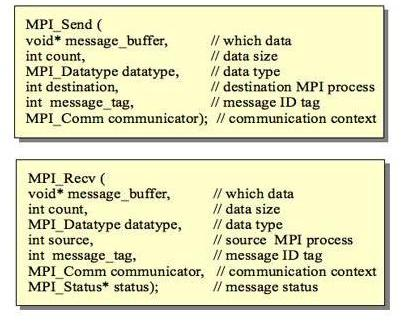 MPI_Send (
void* message_buffer, // which data
int count, // data size
MPI_Datatype datatype, // data type
int destination, // destination MPI process
int message_tag, // message ID tag
MPI_Comm communicator); // communication context
MPI_Recv (
void* message_buffer, // which data
int count, // data size
MPI_Datatype datatype, // data type
int source, // source MPI process
int message_tag, // message ID tag
MPI_Comm communicator, // communication context
MPI_Status* status); // message status